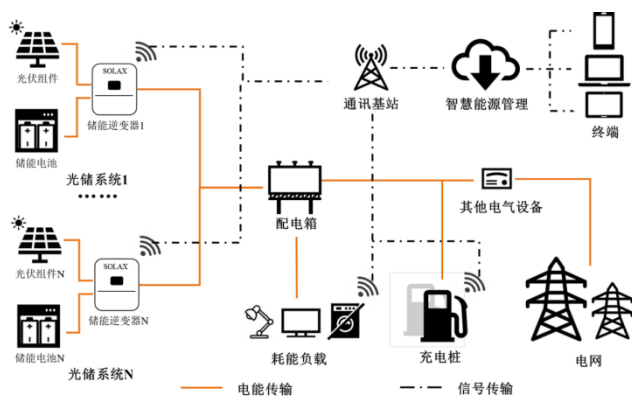 光伏组件
SOLAX
储能逆变器1
储能电池
光伏系统1
……
光伏组件N
SOLAX
储能逆变器N
储能电池N
光储系统N
通讯基站
智慧能源管理
终端
配电箱
其他电气设备
耗能负载
充电桩
电网
电能传输
信号传输